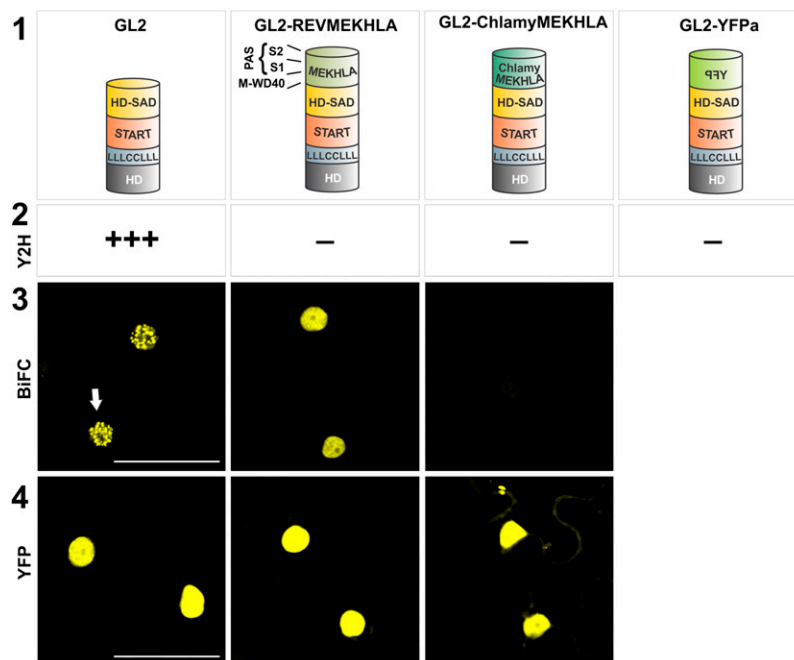 1
GL2
GL2-REVMEKHLA
GL2-ChlamyMEKHLA
GL2-YFPa
HD-SAD
START
LLLCCLLL
HD
PAS { S2
S1
M-WD40
MEKHLA
HD-SAD
START
LLLCCLLL
HD
Chlamy
MEKHLA
HD-SAD
START
LLLCCLLL
HD
YFP
HD-SAD
START
LLLCCLLL
HD
2
Y2H
+++
–
–
–
3
BiFC
4
YFP